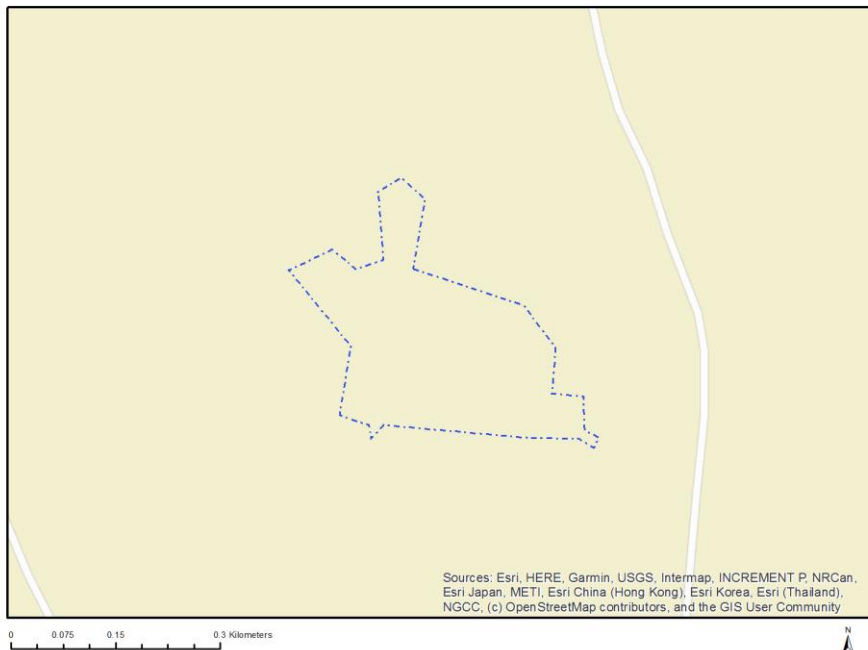 Sources: Esri, HERE, Garmin, USGS, Intermap, INCREMENT P, NRCan,
Esri Japan, METI, Esri China (Hong Kong), Esri Korea, Esri (Thailand),
NGCC, (c) OpenStreetMap contributors, and the GIS User Community
0 0.075 0.15 0.3 Kilometers
N